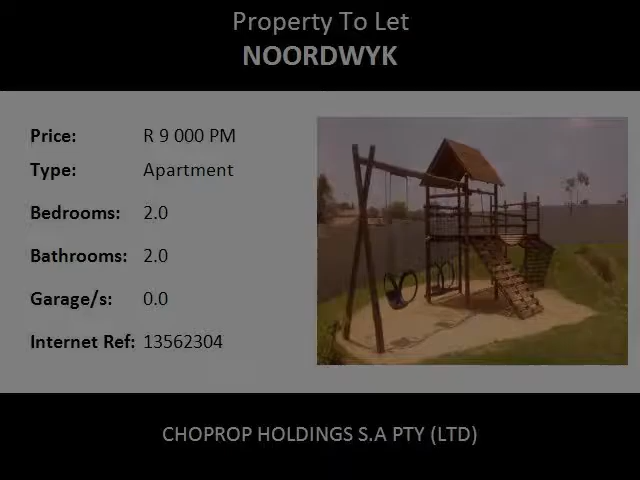 Property To Let
NOORDWYK
Price: R 9 000 PM
Type: Apartment
Bedrooms: 2.0
Bathrooms: 2.0
Garage/s: 0.0
Internet Ref: 13562304
CHOPROP HOLDINGS S.A PTY (LTD)